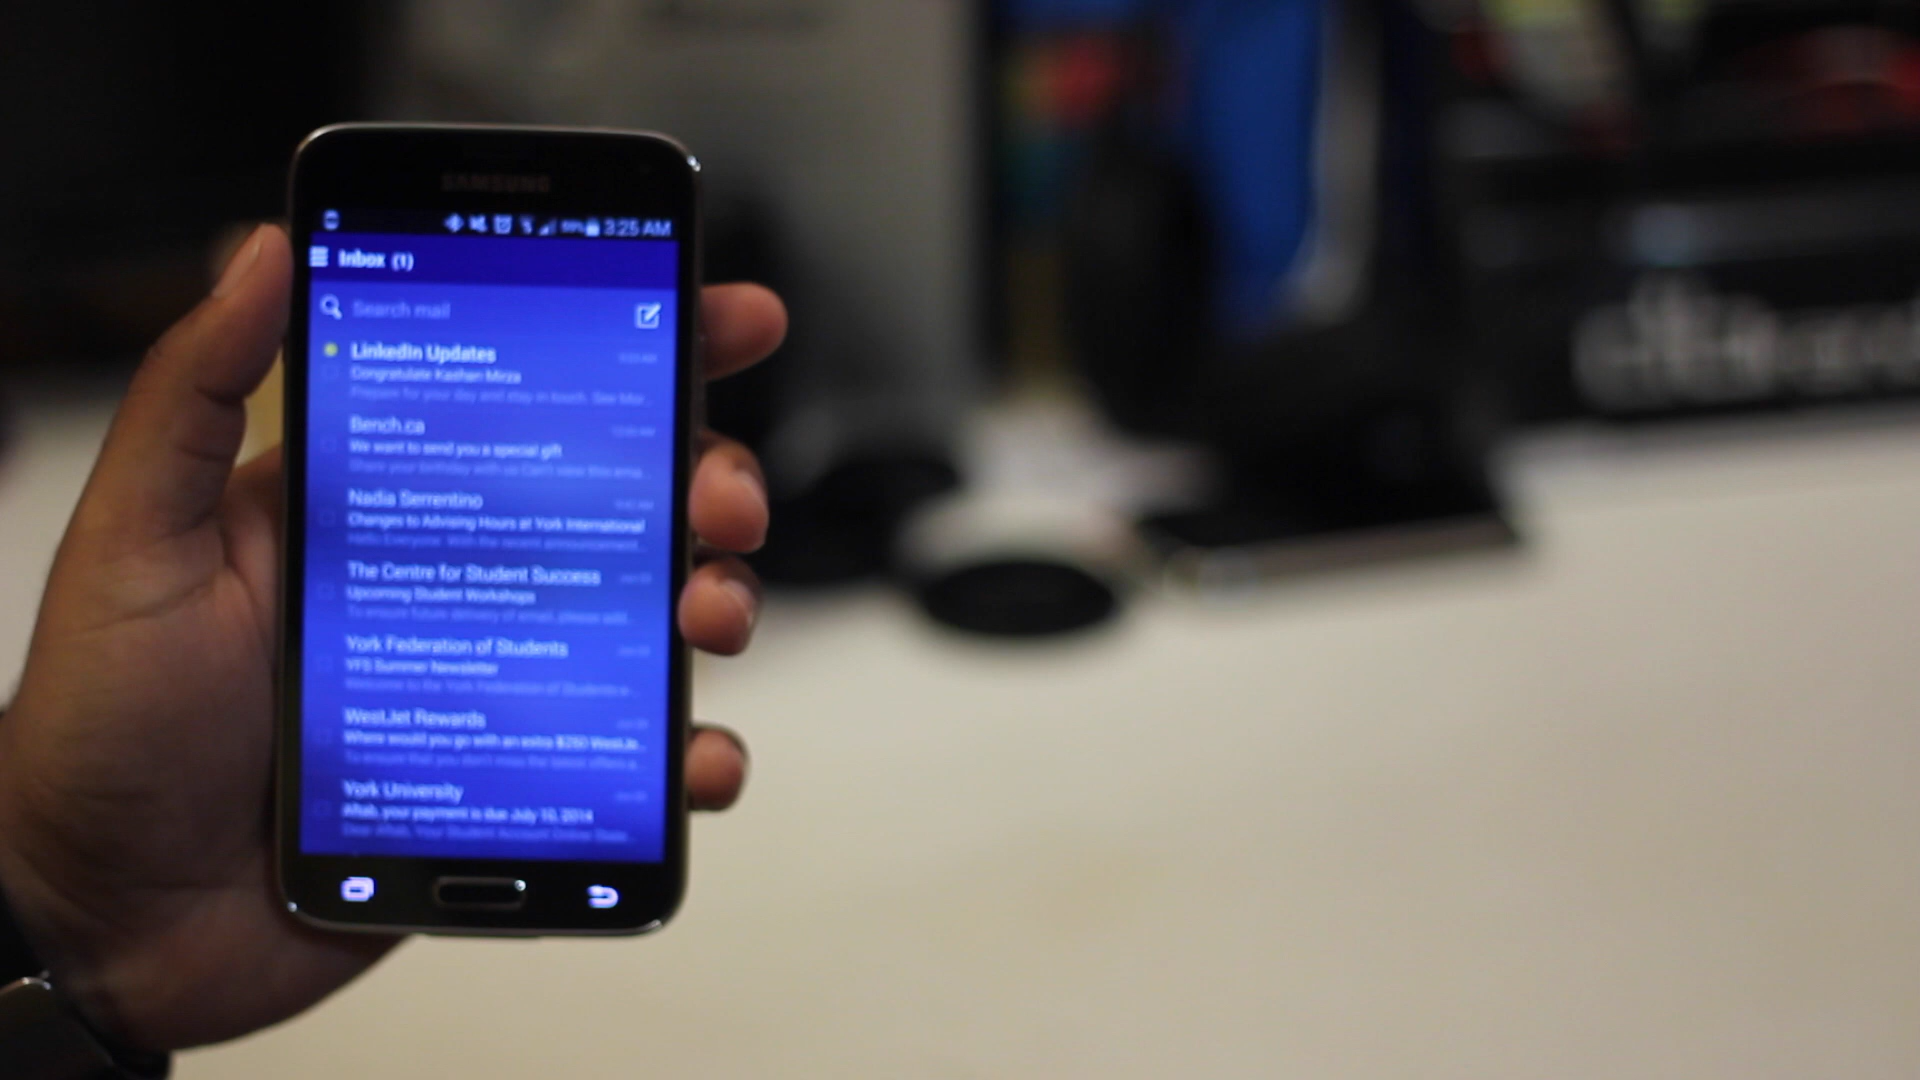 SAMSUNG
3:25 AM
Inbox (1)
Search mail
LinkedIn Updates
Congratulate Kashan Mirza
Prepare for your day and stay in touch. See Mor...
Bench.ca
We want to send you a special gift
Share your birthday with us Can't view this ema...
Nadia Serrentino
Changes to Advising Hours at York International
Hello Everyone: With the recent announcement...
The Centre for Student Success
Upcoming Student Workshops
To ensure future delivery of email, please add...
York Federation of Students
YFS Summer Newsletter
Welcome to the York Federation of Students e-...
WestJet Rewards
Where would you go with an extra $250 WestJe...
To ensure that you don't miss the latest offers a...
York University
Aftab, your payment is due July 10, 2014
Dear Aftab, Your Student Account Online State...